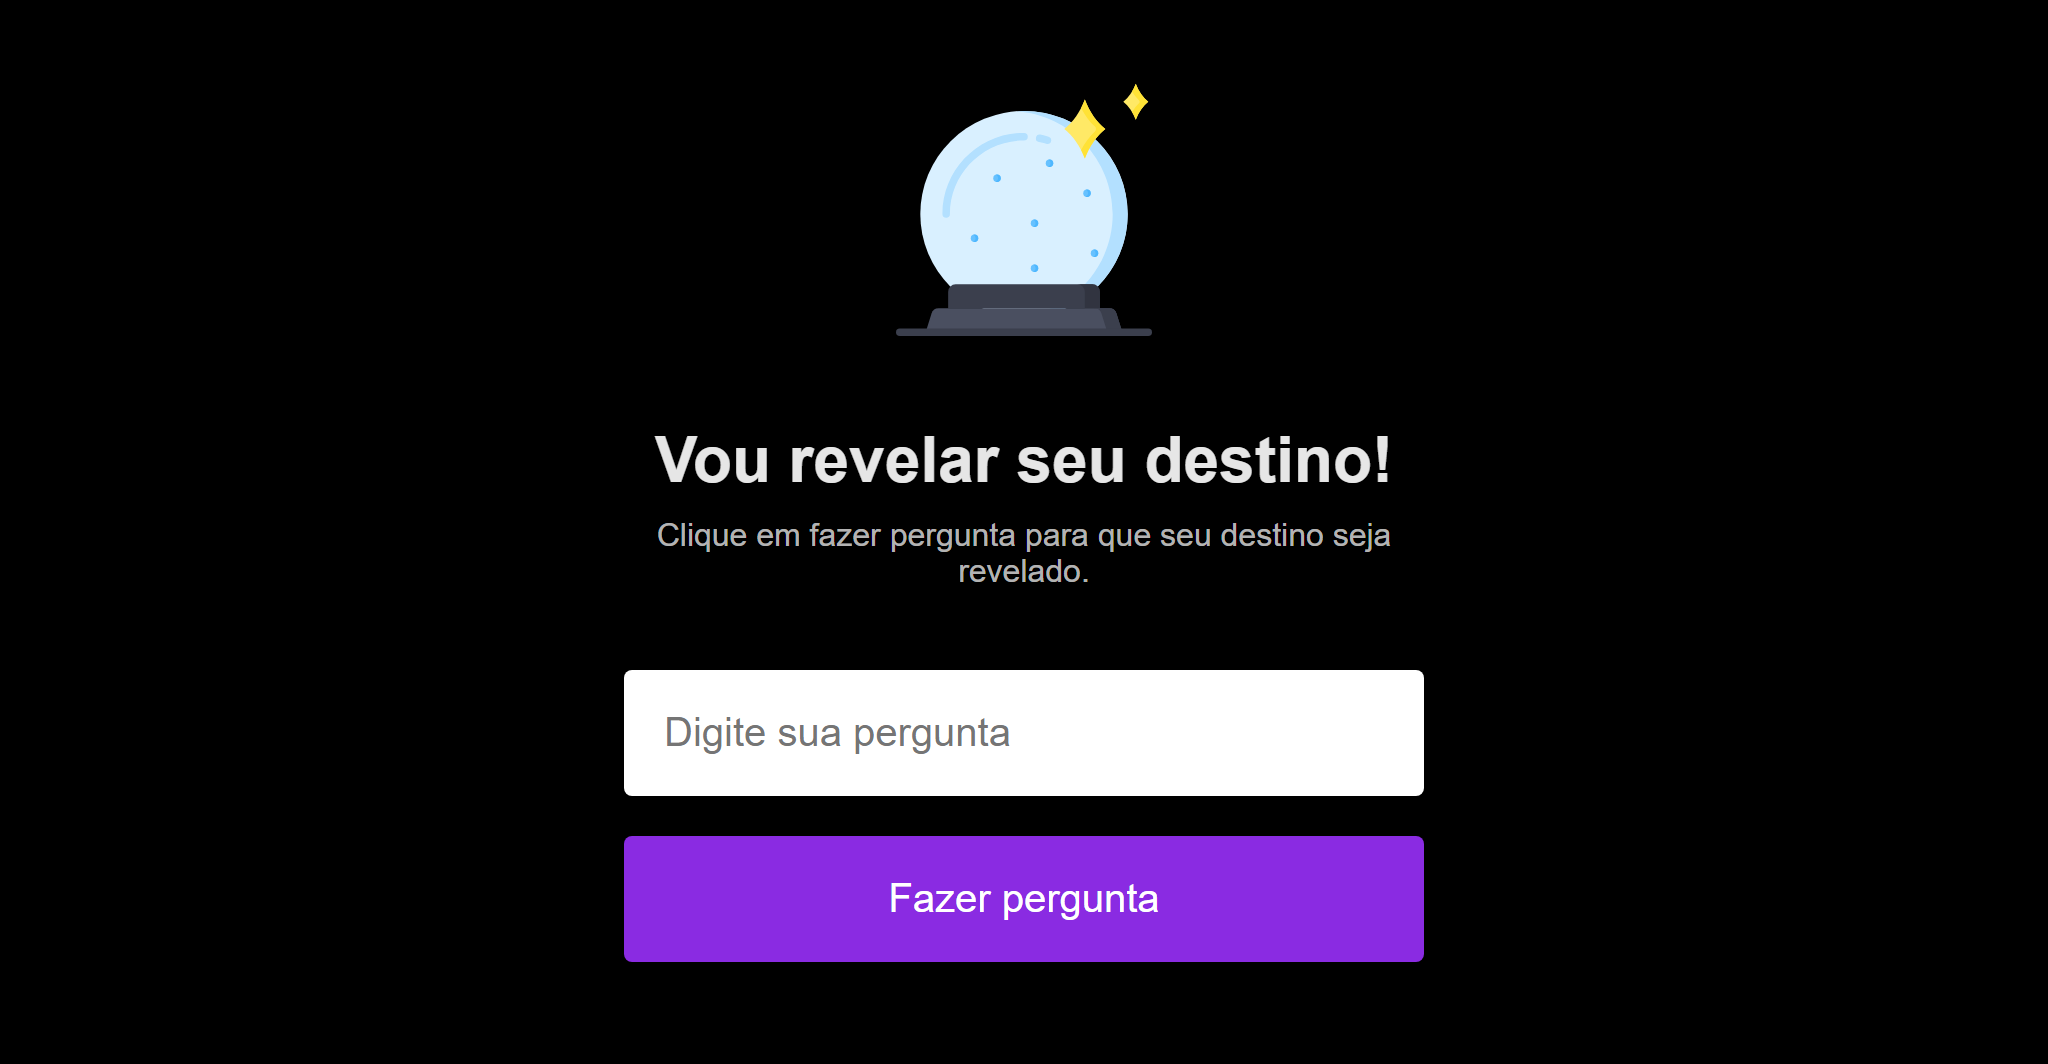 Vou revelar seu destino!
Clique em fazer pergunta para que seu destino seja
revelado.
Digite sua pergunta
Fazer pergunta